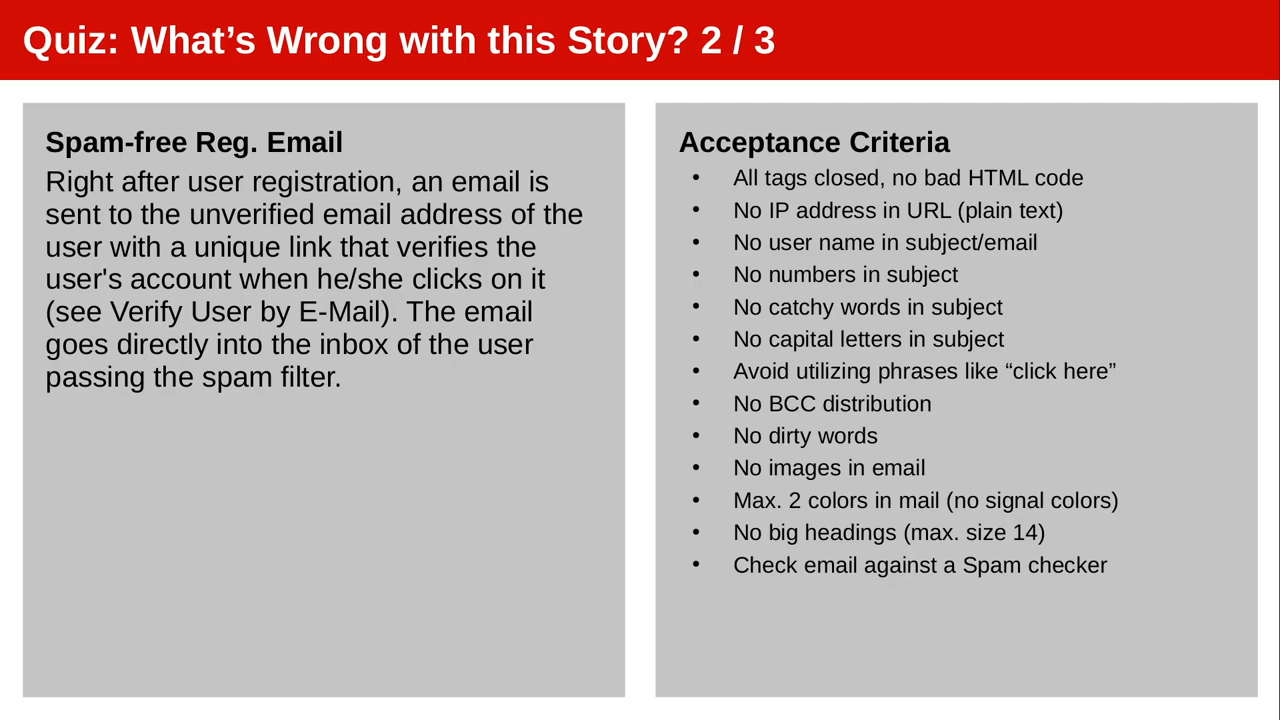 Quiz: What’s Wrong with this Story? 2 / 3
Spam-free Reg. Email
Right after user registration, an email is
sent to the unverified email address of the
user with a unique link that verifies the
user's account when he/she clicks on it
(see Verify User by E-Mail). The email
goes directly into the inbox of the user
passing the spam filter.
Acceptance Criteria
• All tags closed, no bad HTML code
• No IP address in URL (plain text)
• No user name in subject/email
• No numbers in subject
• No catchy words in subject
• No capital letters in subject
• Avoid utilizing phrases like “click here”
• No BCC distribution
• No dirty words
• No images in email
• Max. 2 colors in mail (no signal colors)
• No big headings (max. size 14)
• Check email against a Spam checker